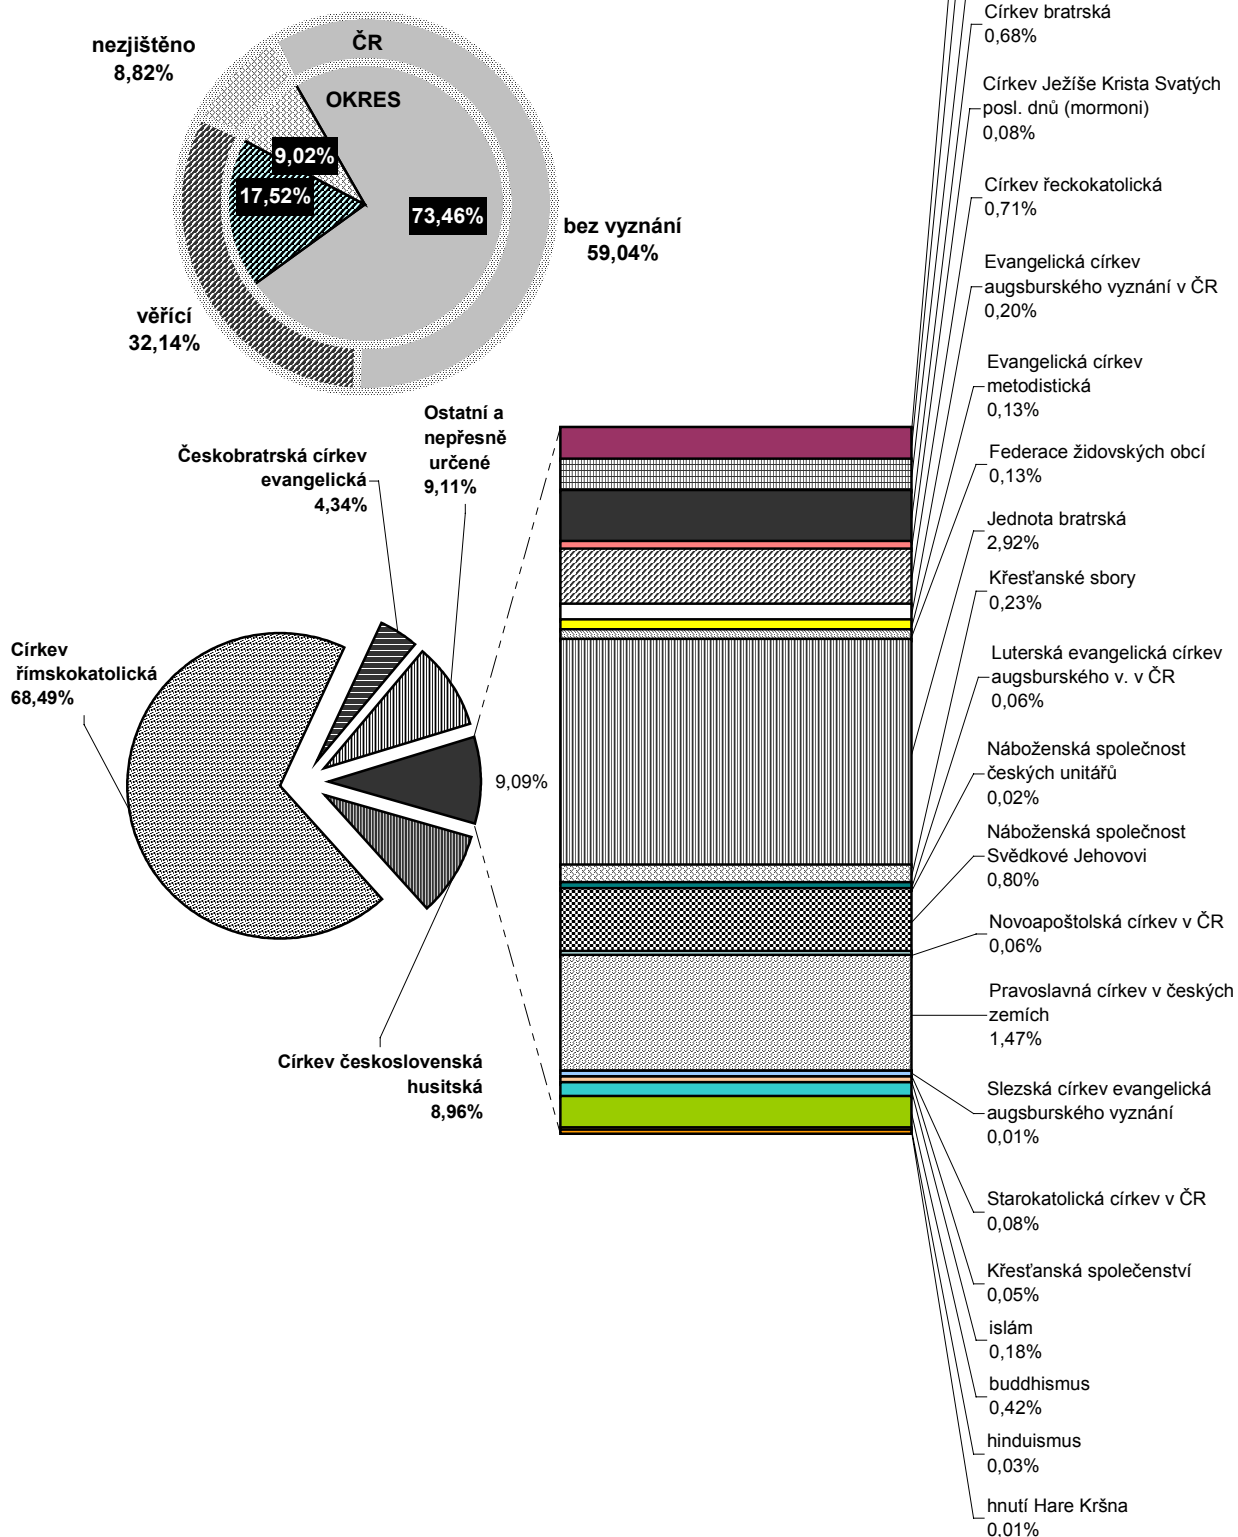 nezjištěno
8,82%
ČR
OKRES
9,02%
17,52%
73,46%
bez vyznání
59,04%
věřící
32,14%
Ostatní a
nepřesně
určené
9,11%
Českobratrská církev
evangelická
4,34%
Církev
římskokatolická
68,49%
9,09%
Církev československá
husitská
8,96%
Církev bratrská
0,68%
Církev Ježíše Krista Svatých
posl. dnů (mormoni)
0,08%
Církev řeckokatolická
0,71%
Evangelická církev
augsburského vyznání v ČR
0,20%
Evangelická církev
metodistická
0,13%
Federace židovských obcí
0,13%
Jednota bratrská
2,92%
Křesťanské sbory
0,23%
Luterská evangelická církev
augsburského v. v ČR
0,06%
Náboženská společnost
českých unitářů
0,02%
Náboženská společnost
Svědkové Jehovovi
0,80%
Novoapoštolská církev v ČR
0,06%
Pravoslavná církev v českých
zemích
1,47%
Slezská církev evangelická
augsburského vyznání
0,01%
Starokatolická církev v ČR
0,08%
Křesťanská společenství
0,05%
islám
0,18%
buddhismus
0,42%
hinduismus
0,03%
hnutí Hare Kršna
0,01%